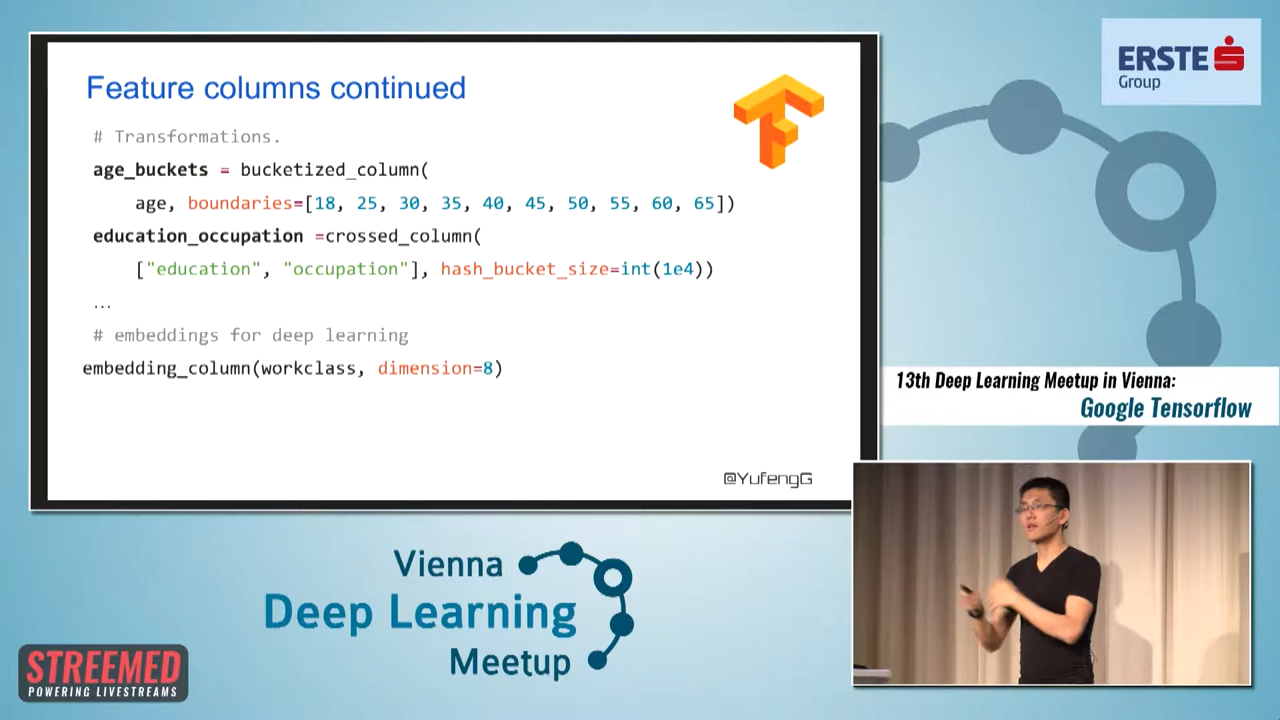 Feature columns continued
# Transformations.
age_buckets = bucketized_column(
age, boundaries=[18, 25, 30, 35, 40, 45, 50, 55, 60, 65])
education_occupation =crossed_column(
["education", "occupation"], hash_bucket_size=int(1e4))
...
# embeddings for deep learning
embedding_column(workclass, dimension=8)
@YufengG
ERSTE
Group
13th Deep Learning Meetup in Vienna:
Google Tensorflow
Vienna
Deep Learning
Meetup
STREEMED
POWERING LIVESTREAMS